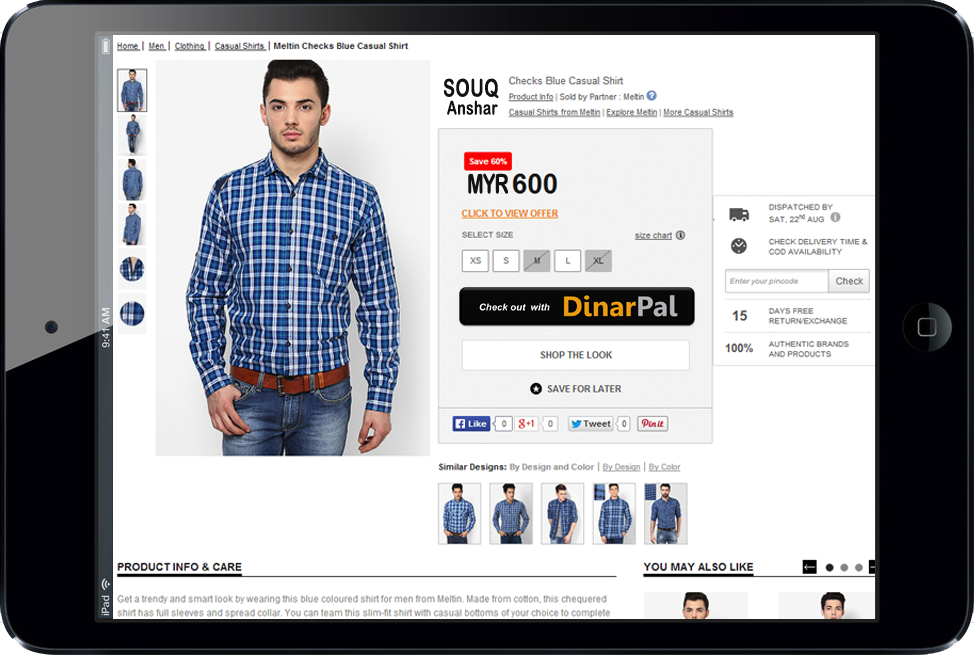 Home | Men | Clothing | Casual Shirts | Meltin Checks Blue Casual Shirt
SOUQ
Anshar
Checks Blue Casual Shirt
Product Info | Sold by Partner : Meltin ?
Casual Shirts from Meltin | Explore Meltin | More Casual Shirts
Save 60%
MYR 600
CLICK TO VIEW OFFER
SELECT SIZE
size chart i
XS S M L XL
Check out with DinarPal
SHOP THE LOOK
SAVE FOR LATER
Like 0 g+1 0 Tweet 0 Pinit
DISPATCHED BY
SAT, 22nd AUG i
CHECK DELIVERY TIME &
COD AVAILABILITY
Enter your pincode Check
15 DAYS FREE
RETURN/EXCHANGE
100% AUTHENTIC BRANDS
AND PRODUCTS
Similar Designs: By Design and Color | By Design | By Color
PRODUCT INFO & CARE
YOU MAY ALSO LIKE
Get a trendy and smart look by wearing this blue coloured shirt for men from Meltin. Made from cotton, this chequered
shirt has full sleeves and spread collar. You can team this slim-fit shirt with casual bottoms of your choice to complete
9:41 AM
iPad